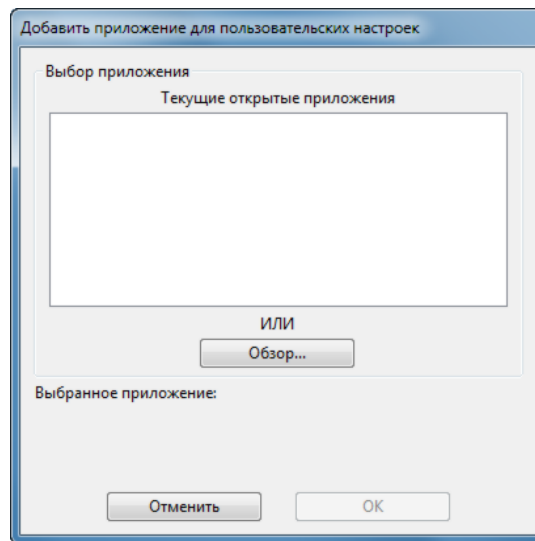 Добавить приложение для пользовательских настроек
Выбор приложения
Текущие открытые приложения
ИЛИ
Обзор...
Выбранное приложение:
Отменить
OK